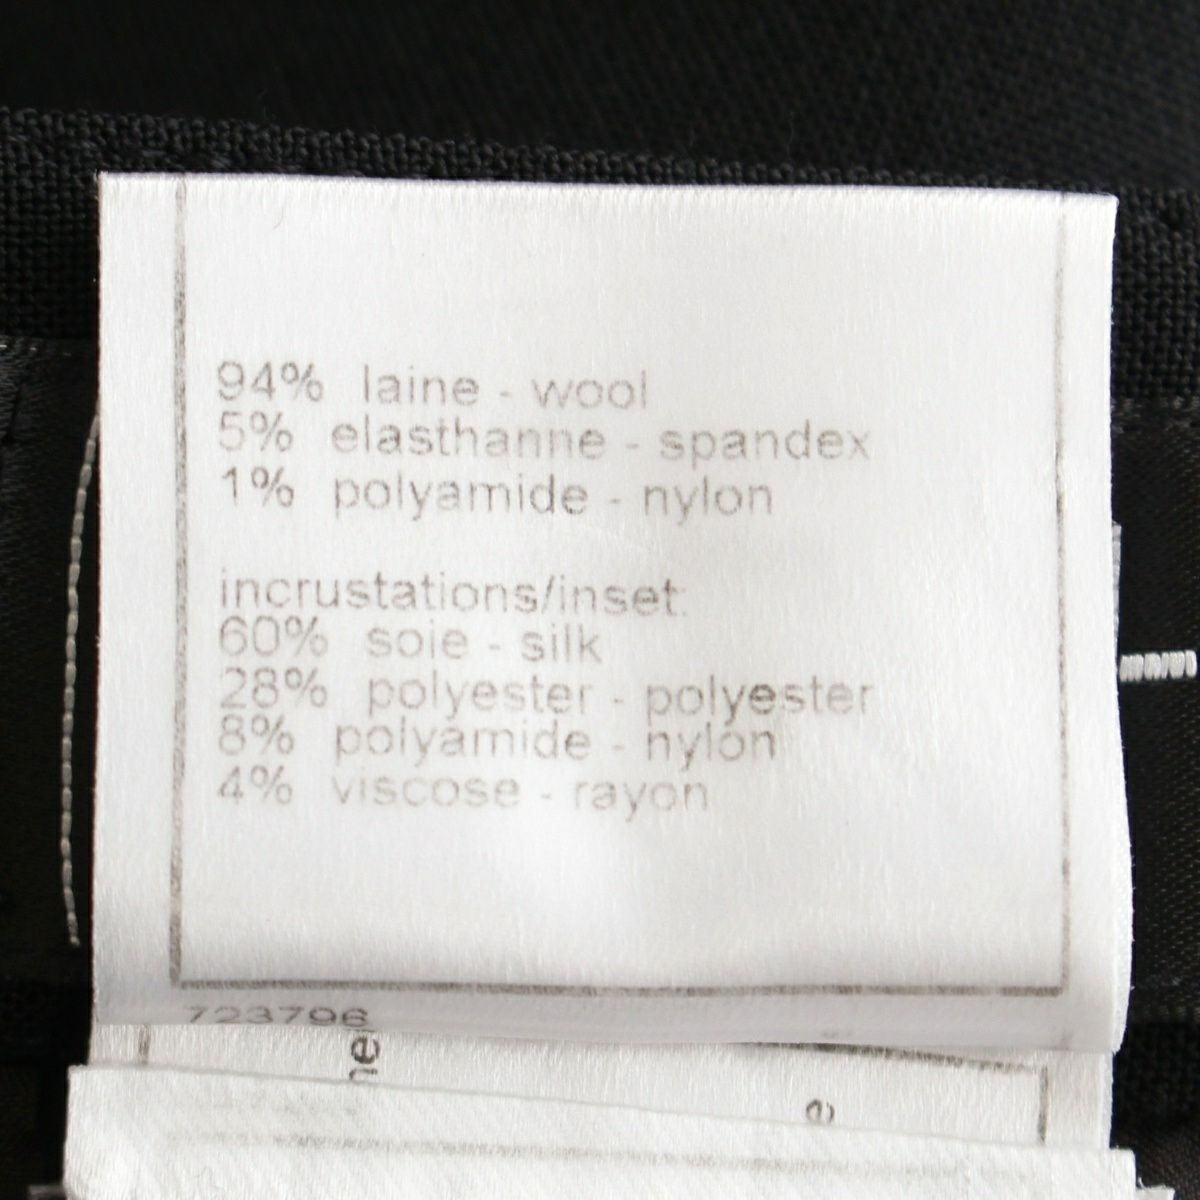 94% laine - wool
5% elasthanne - spandex
1% polyamide - nylon
incrustations/inset:
60% soie - silk
28% polyester - polyester
8% polyamide - nylon
4% viscose - rayon
723796